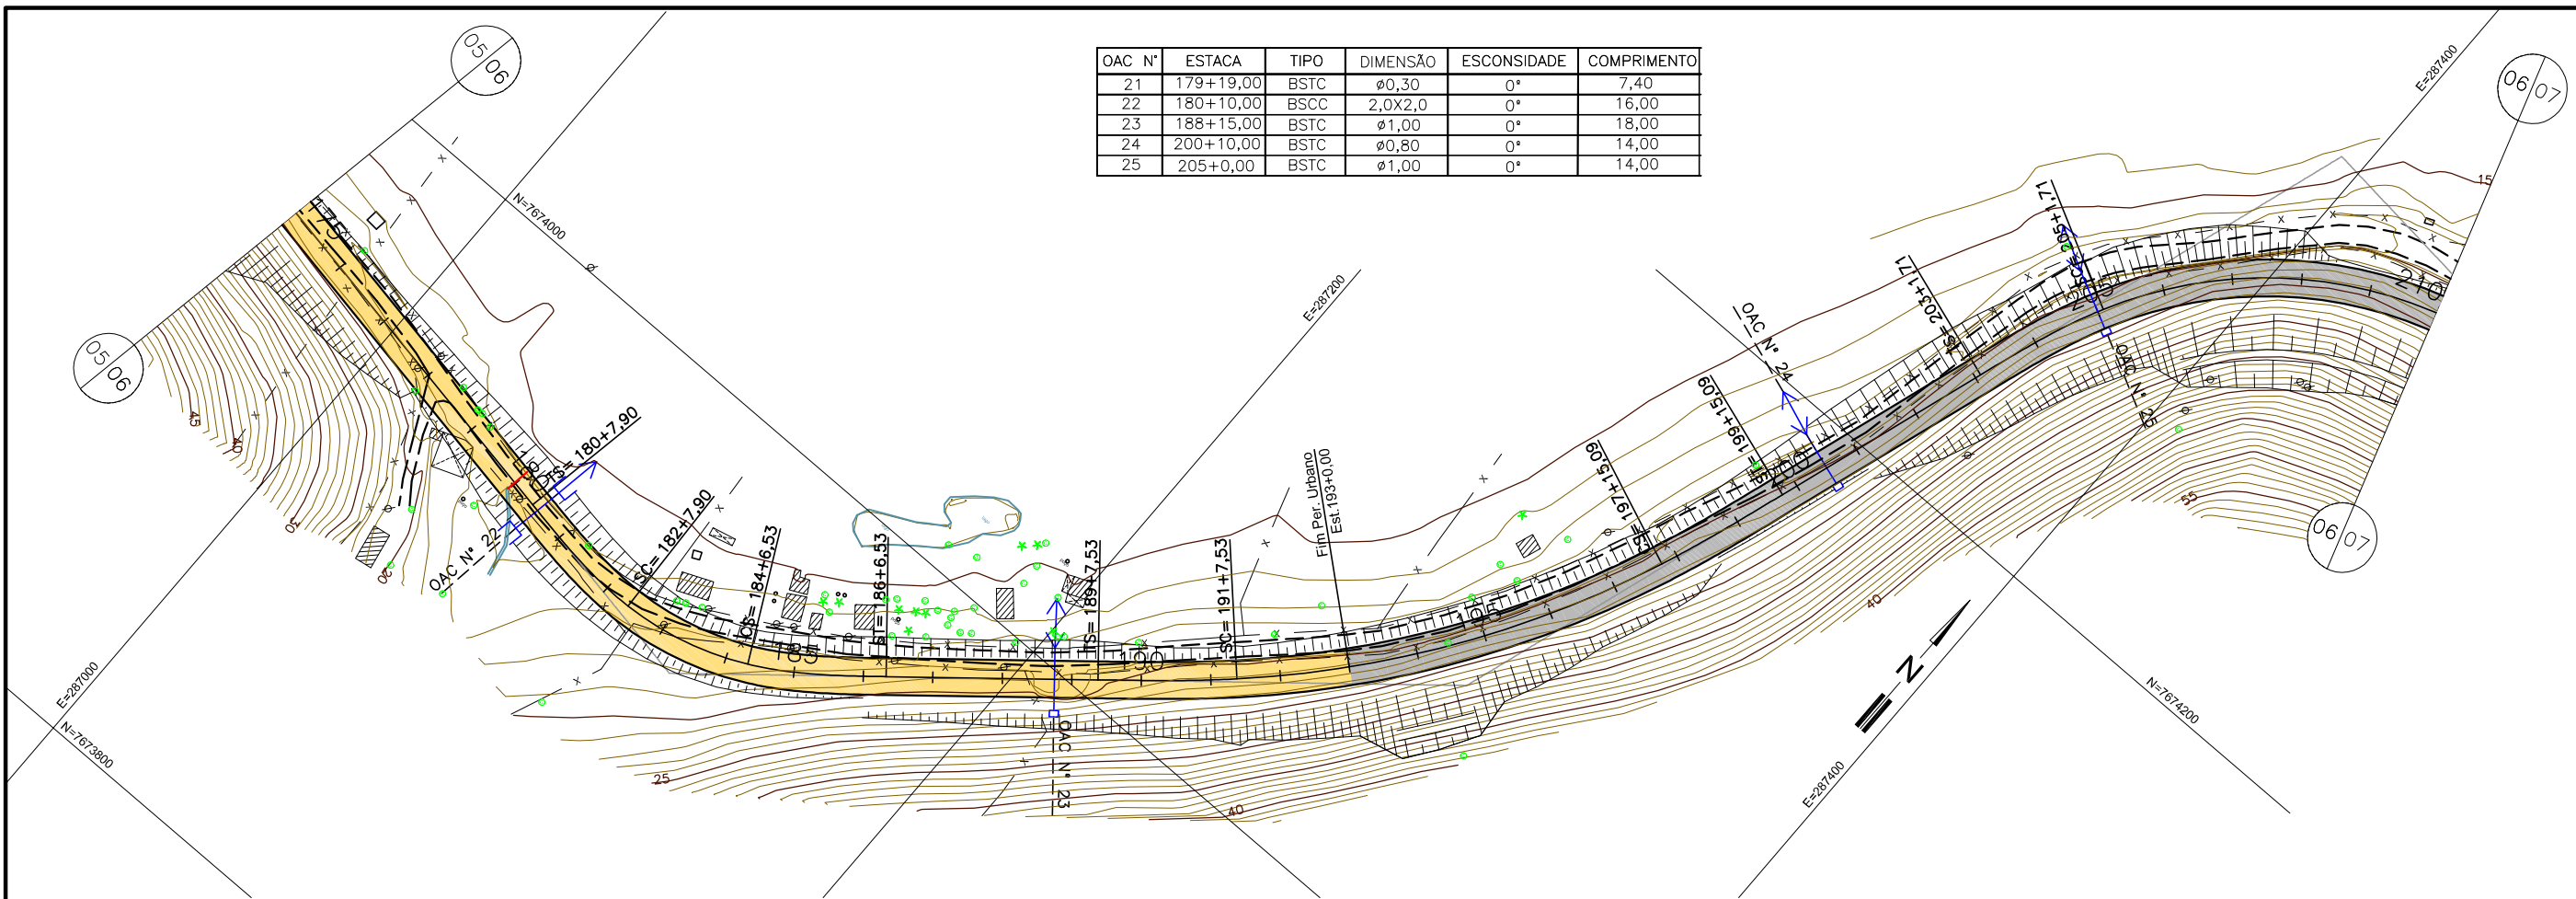 OAC N° ESTACA TIPO DIMENSÃO ESCONSIDADE COMPRIMENTO
21 179+19,00 BSTC ø0,30 0° 7,40
22 180+10,00 BSCC 2,0X2,0 0° 16,00
23 188+15,00 BSTC ø1,00 0° 18,00
24 200+10,00 BSTC ø0,80 0° 14,00
25 205+0,00 BSTC ø1,00 0° 14,00
05 06
06 07
E=287400
N=7674000
175
15
05 06
45
40
30
20
180
TS= 180+7,90
OAC N° 22
SC= 182+7,90
CS= 184+6,53
185
ST= 186+6,53
TS= 189+7,53
190
SC= 191+7,53
E=287200
Fim Per. Urbano
Est.193+0,00
195
CS= 197+15,09
ST= 199+15,09
200
OAC N° 24
TS= 203+1,71
SC= 205+1,71
205
OAC N° 25
210
55
06 07
40
N
E=287000
N=7673800
25
OAC N° 23
40
E=287400
N=7674200